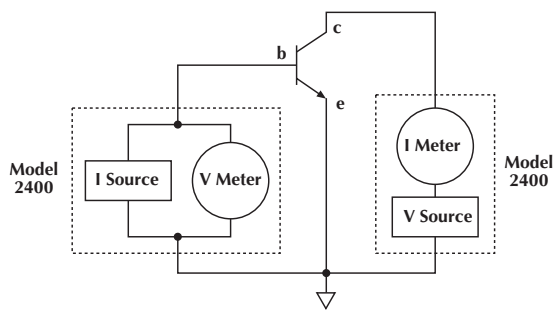 c
b
e
Model
2400
I Source
V Meter
I Meter
V Source
Model
2400